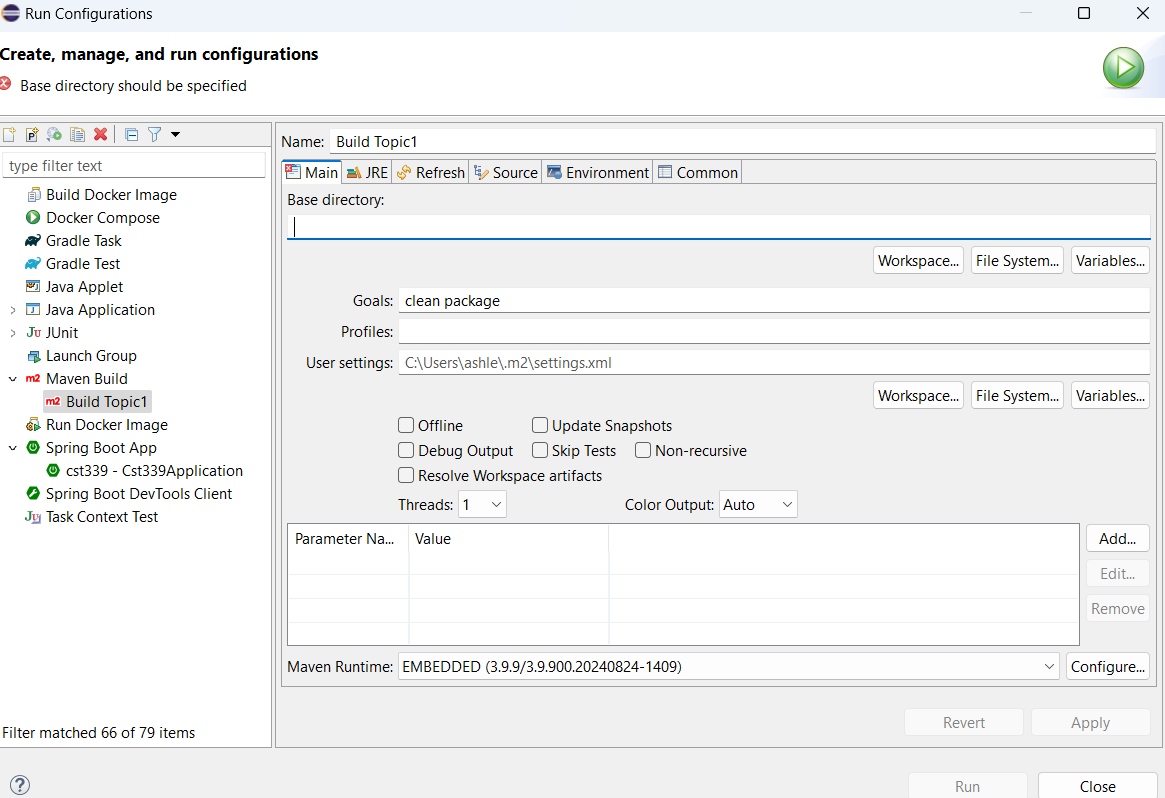 Run Configurations
Create, manage, and run configurations
Base directory should be specified
type filter text
Build Docker Image
Docker Compose
Gradle Task
Gradle Test
Java Applet
Java Application
Ju JUnit
Launch Group
m2 Maven Build
m2 Build Topic1
Run Docker Image
Spring Boot App
cst339 - Cst339Application
Spring Boot DevTools Client
Ju Task Context Test
Filter matched 66 of 79 items
Name: Build Topic1
Main JRE Refresh Source Environment Common
Base directory:
Workspace... File System... Variables...
Goals: clean package
Profiles:
User settings: C:\Users\ashle\.m2\settings.xml
Workspace... File System... Variables...
Offline Update Snapshots
Debug Output Skip Tests Non-recursive
Resolve Workspace artifacts
Threads: 1 Color Output: Auto
Parameter Na... Value
Add...
Edit...
Remove
Maven Runtime: EMBEDDED (3.9.9/3.9.900.20240824-1409) Configure...
Revert Apply
? Run Close